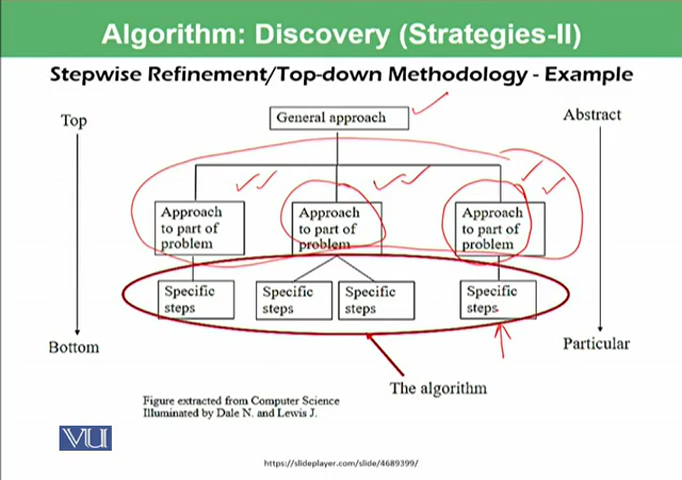 Algorithm: Discovery (Strategies-II)
Stepwise Refinement/Top-down Methodology - Example
Top
General approach
Abstract
Approach
to part of
problem
Approach
to part of
problem
Approach
to part of
problem
Specific
steps
Specific
steps
Specific
steps
Specific
steps
Bottom
Particular
The algorithm
Figure extracted from Computer Science
Illuminated by Dale N. and Lewis J.
VU
https://slideplayer.com/slide/4689399/